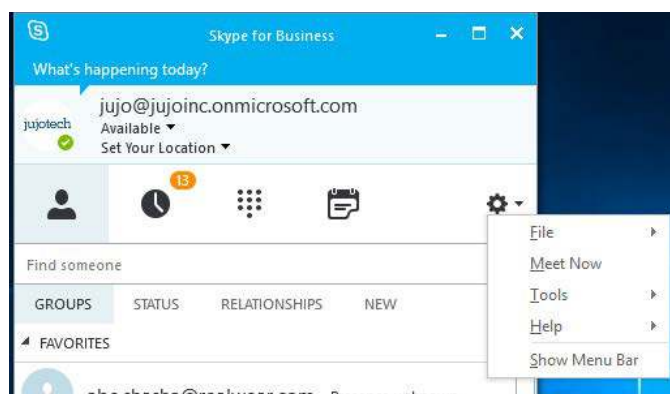 Skype for Business
What's happening today?
jujo@jujoinc.onmicrosoft.com
jujotech
Available
Set Your Location
13
File
Meet Now
Tools
Help
Show Menu Bar
Find someone
GROUPS STATUS RELATIONSHIPS NEW
FAVORITES